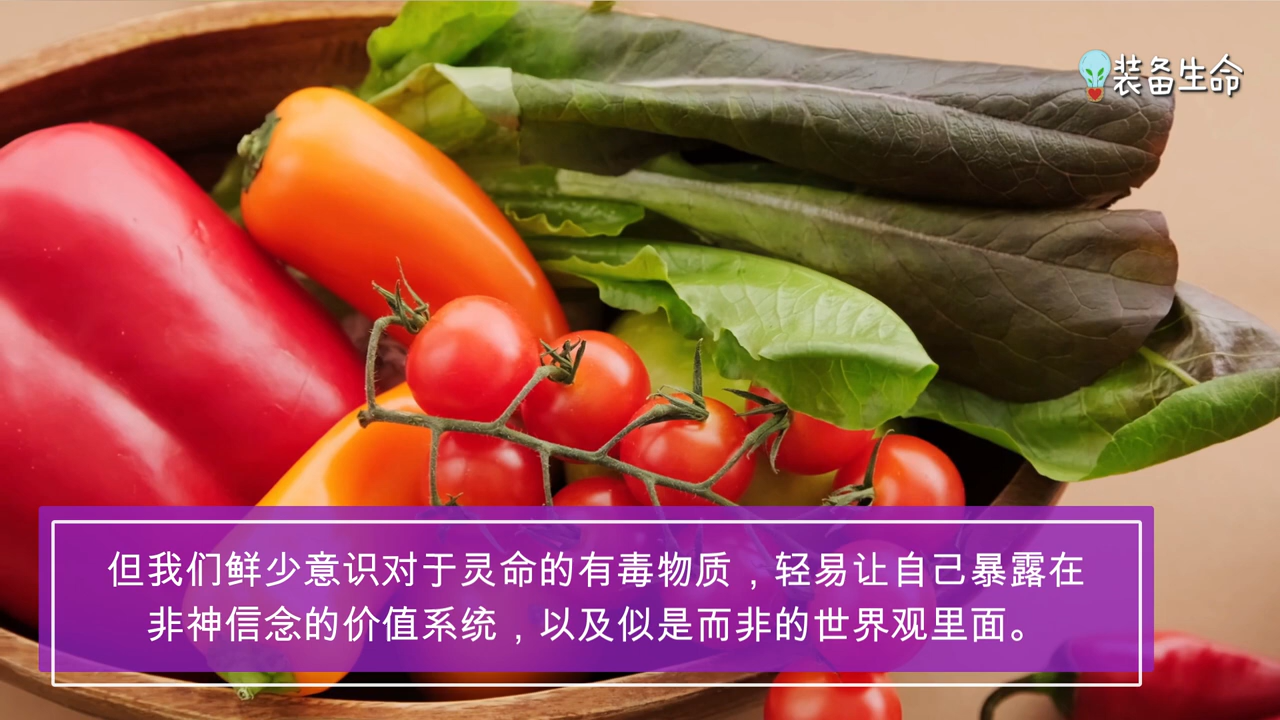 装备生命
但我们鲜少意识对于灵命的有毒物质，轻易让自己暴露在
非神信念的价值系统，以及似是而非的世界观里面。